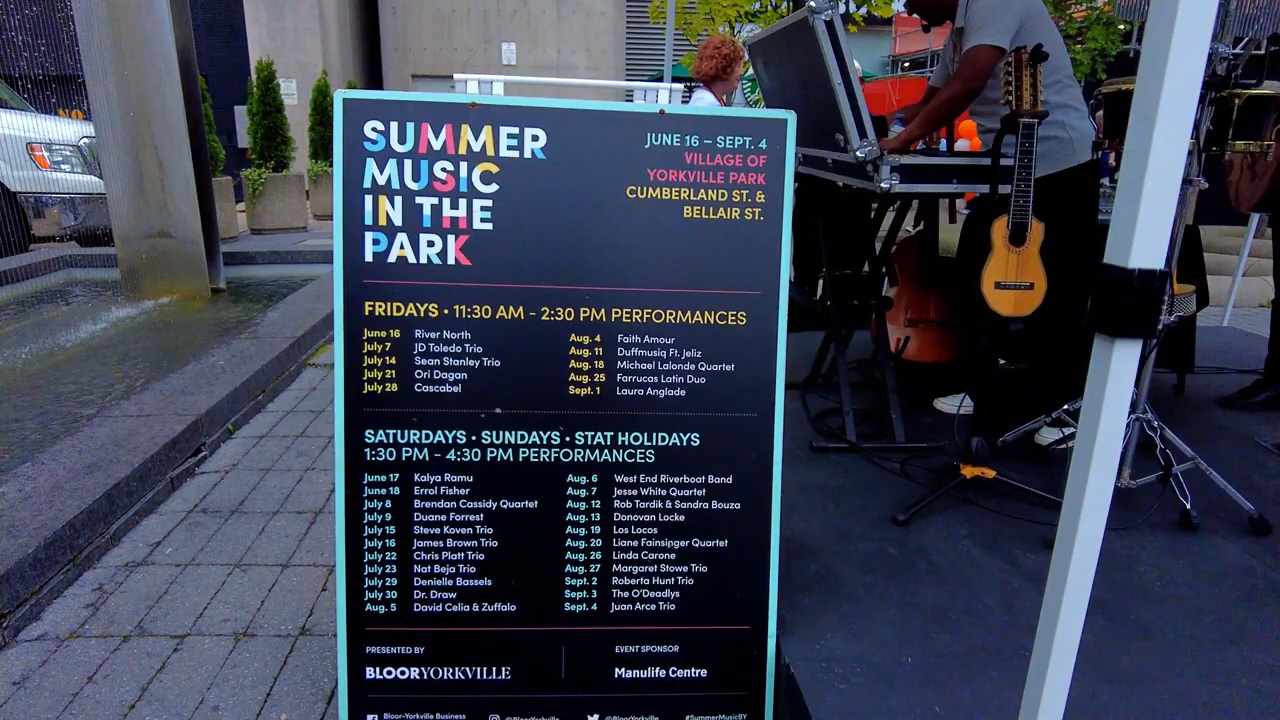 SUMMER
MUSIC
IN THE
PARK
JUNE 16 – SEPT. 4
VILLAGE OF
YORKVILLE PARK
CUMBERLAND ST. &
BELLAIR ST.
FRIDAYS • 11:30 AM - 2:30 PM PERFORMANCES
June 16 River North
July 7 JD Toledo Trio
July 14 Sean Stanley Trio
July 21 Ori Dagan
July 28 Cascabel
Aug. 4 Faith Amour
Aug. 11 Duffmusiq Ft. Jeliz
Aug. 18 Michael Lalonde Quartet
Aug. 25 Farrucas Latin Duo
Sept. 1 Laura Anglade
SATURDAYS • SUNDAYS • STAT HOLIDAYS
1:30 PM - 4:30 PM PERFORMANCES
June 17 Kalya Ramu
June 18 Errol Fisher
July 8 Brendan Cassidy Quartet
July 9 Duane Forrest
July 15 Steve Koven Trio
July 16 James Brown Trio
July 22 Chris Platt Trio
July 23 Nat Beja Trio
July 29 Denielle Bassels
July 30 Dr. Draw
Aug. 5 David Celia & Zuffalo
Aug. 6 West End Riverboat Band
Aug. 7 Jesse White Quartet
Aug. 12 Rob Tardik & Sandra Bouza
Aug. 13 Donovan Locke
Aug. 19 Los Locos
Aug. 20 Liane Fainsinger Quartet
Aug. 26 Linda Carone
Aug. 27 Margaret Stowe Trio
Sept. 2 Roberta Hunt Trio
Sept. 3 The O'Deadlys
Sept. 4 Juan Arce Trio
PRESENTED BY
BLOORYORKVILLE
EVENT SPONSOR
Manulife Centre
Bloor-Yorkville Business
@BloorYorkville
@BloorYorkville
#SummerMusicBY
NO